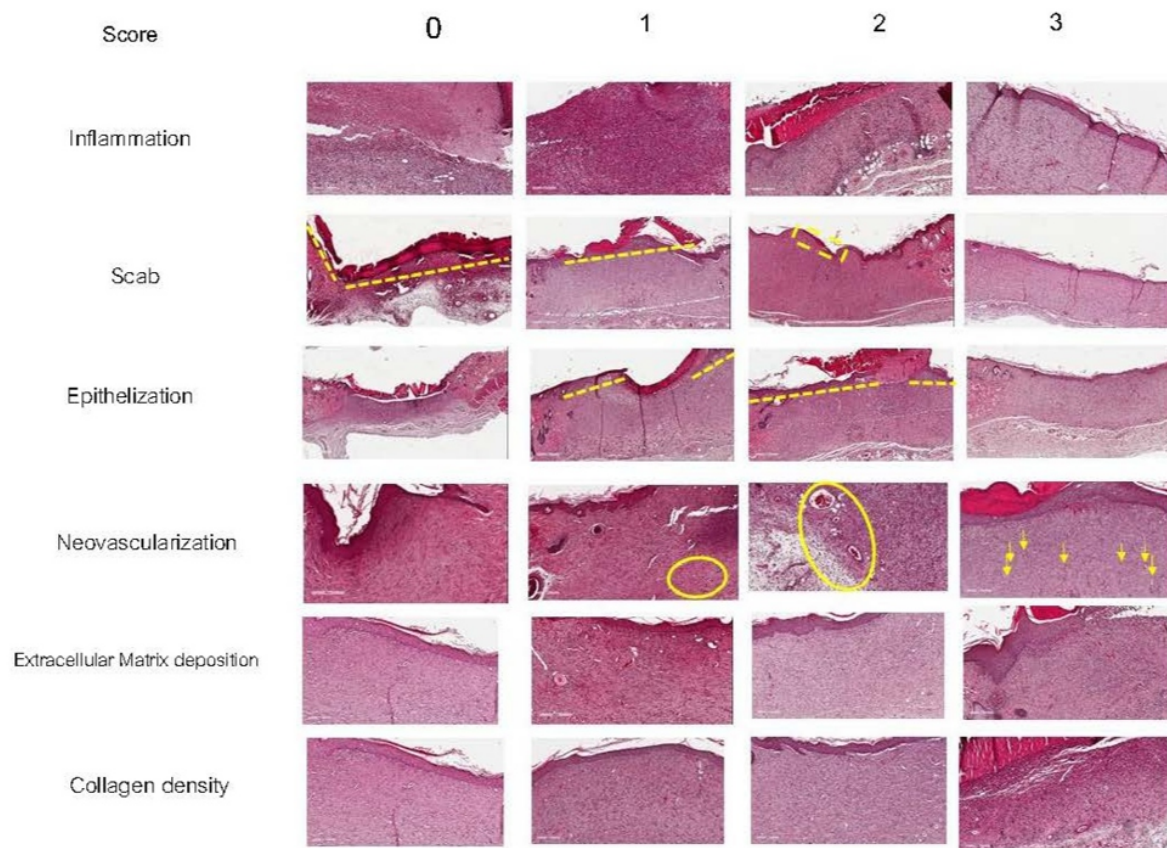 Score 0 1 2 3
Inflammation
Scab
Epithelization
Neovascularization
Extracellular Matrix deposition
Collagen density